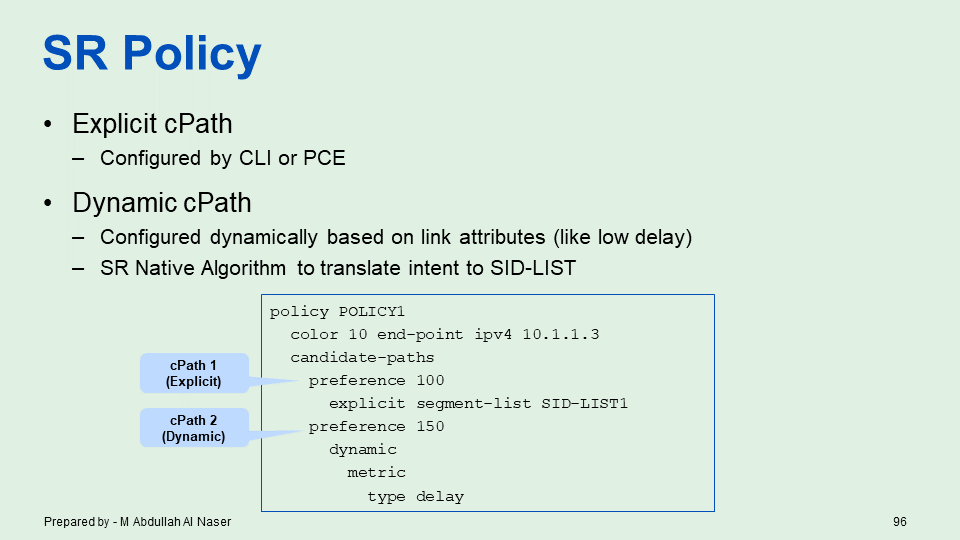 SR Policy
• Explicit cPath
– Configured by CLI or PCE
• Dynamic cPath
– Configured dynamically based on link attributes (like low delay)
– SR Native Algorithm to translate intent to SID-LIST
policy POLICY1
color 10 end-point ipv4 10.1.1.3
candidate-paths
cPath 1
(Explicit)
preference 100
explicit segment-list SID-LIST1
cPath 2
(Dynamic)
preference 150
dynamic
metric
type delay
Prepared by - M Abdullah Al Naser
96